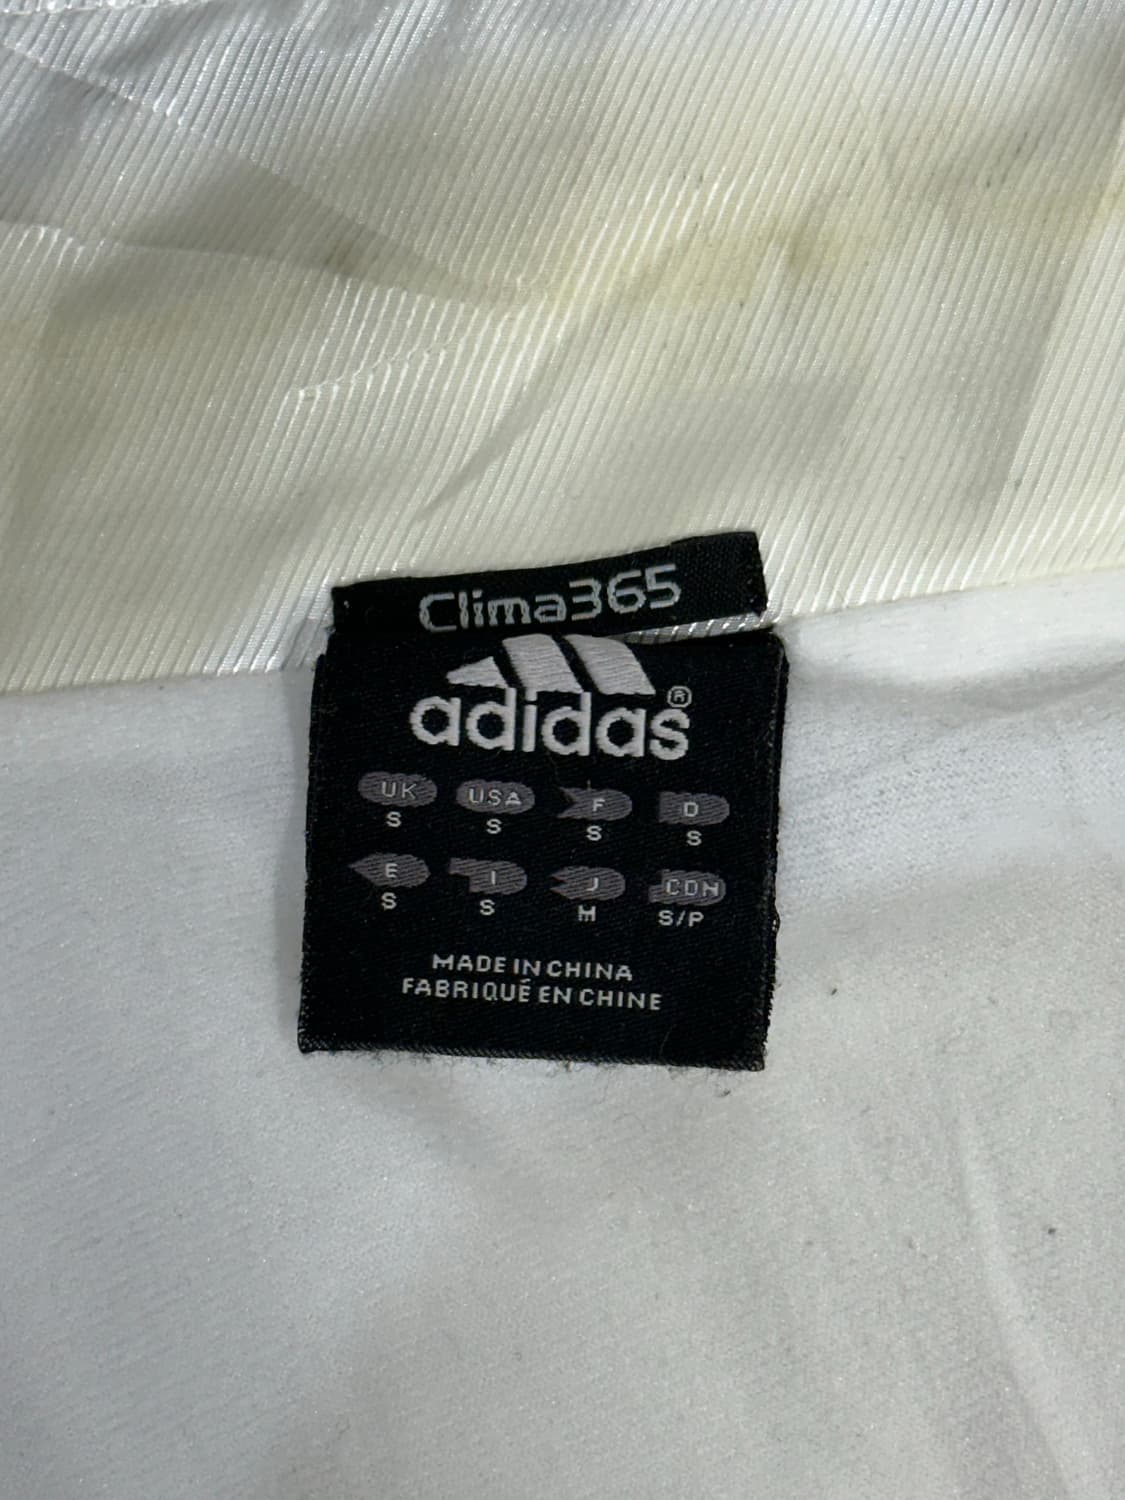 Clima365
adidas®
UK USA F D
S S S S
E I J CDN
S S M S/P
MADE IN CHINA
FABRIQUÉ EN CHINE